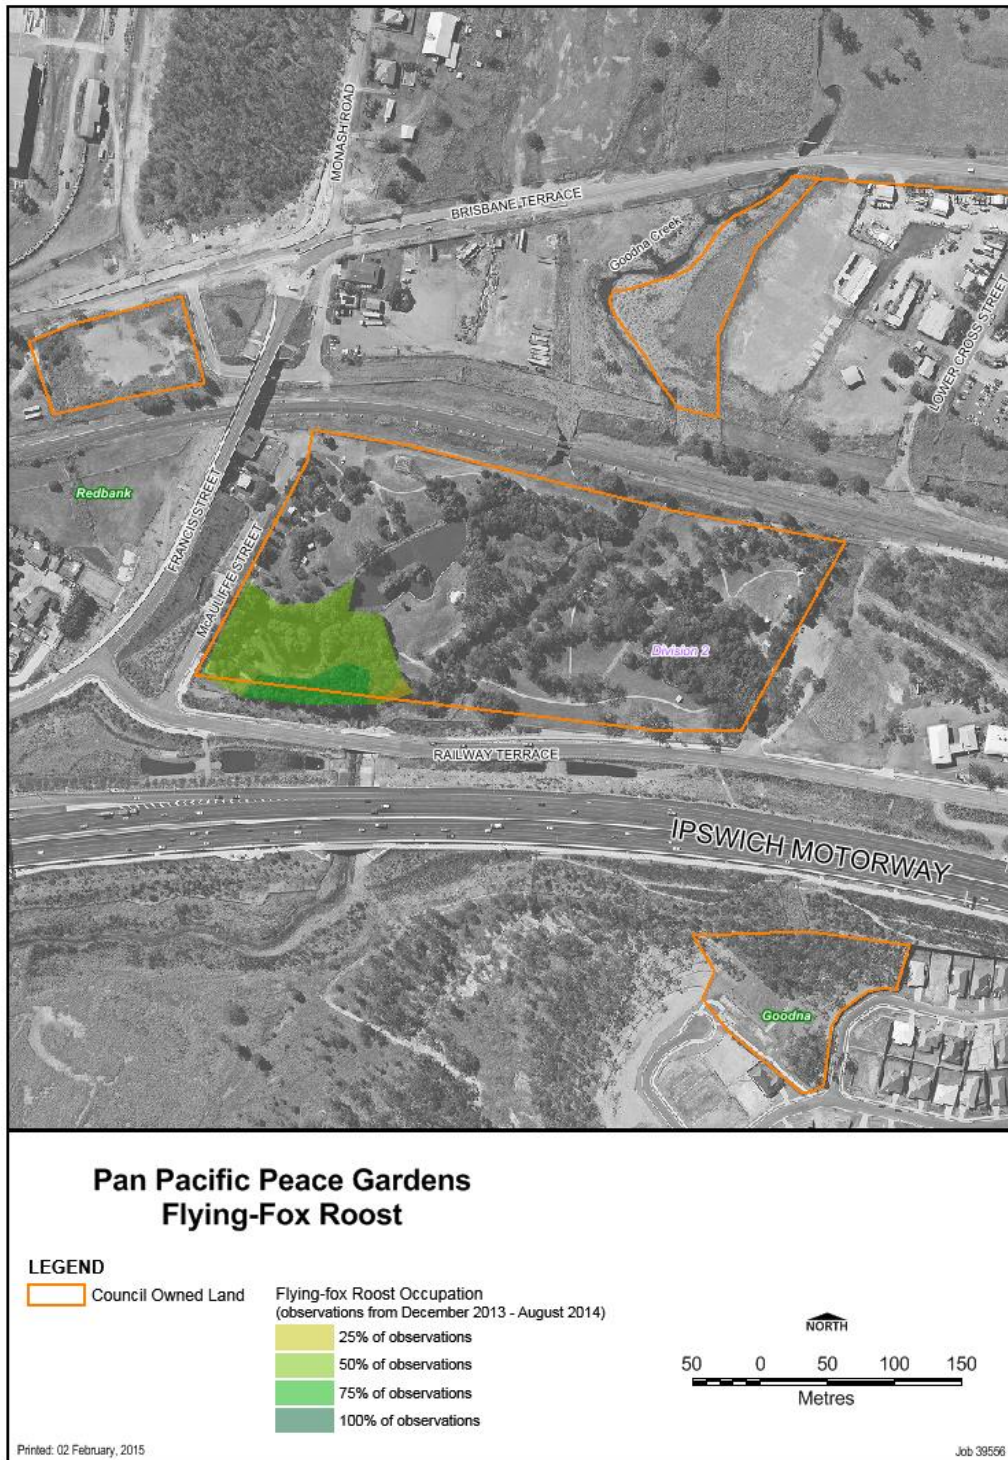 MONASH ROAD
BRISBANE TERRACE
Goodna Creek
LOWER CROSS STREET
Redbank
FRANCIS STREET
McAULIFFE STREET
Division 2
RAILWAY TERRACE
IPSWICH MOTORWAY
Goodna
Pan Pacific Peace Gardens
Flying-Fox Roost
LEGEND
Council Owned Land
Flying-fox Roost Occupation
(observations from December 2013 - August 2014)
25% of observations
50% of observations
75% of observations
100% of observations
NORTH
50 0 50 100 150
Metres
Printed: 02 February, 2015
Job 39556